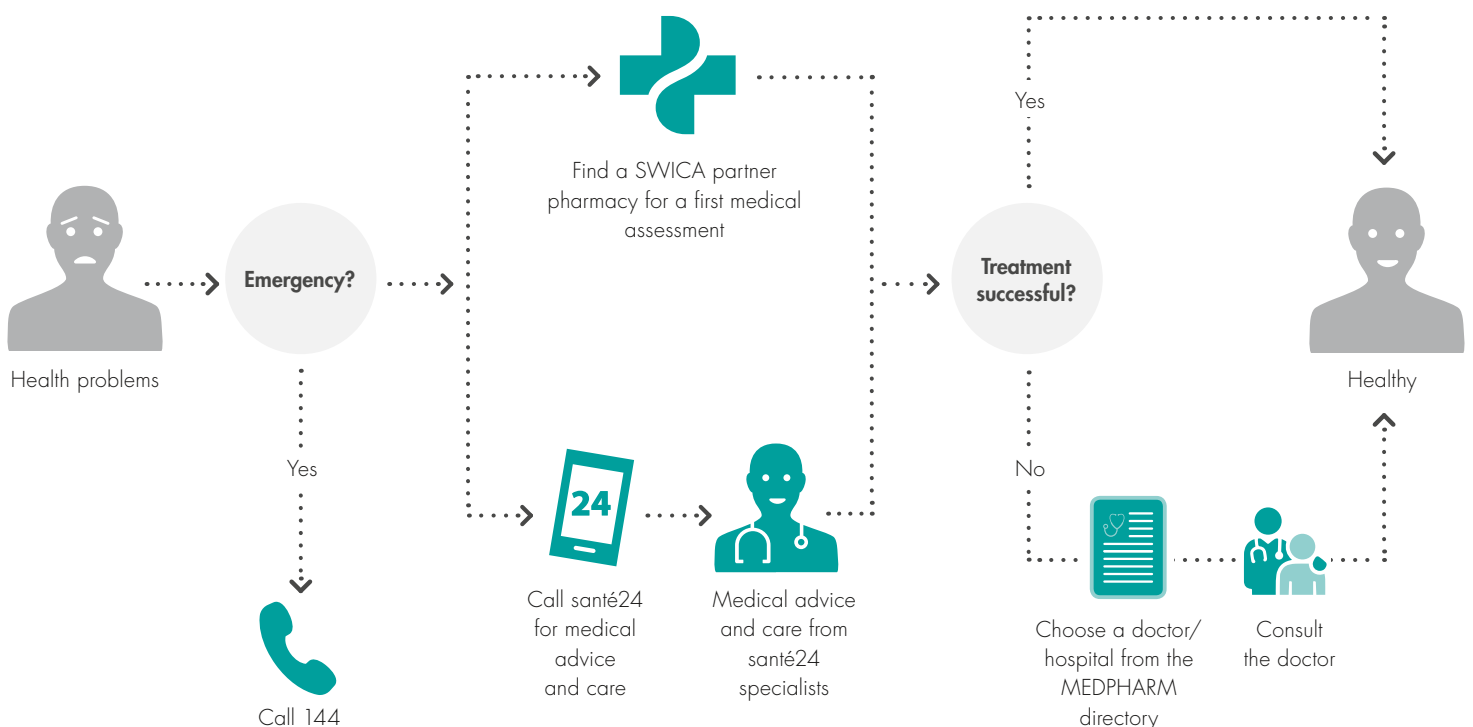 Health problems
Emergency?
Yes
Call 144
Find a SWICA partner
pharmacy for a first medical
assessment
24
Call santé24
for medical
advice
and care
Medical advice
and care from
santé24
specialists
Treatment
successful?
Yes
No
Choose a doctor/
hospital from the
MEDPHARM
directory
Consult
the doctor
Healthy